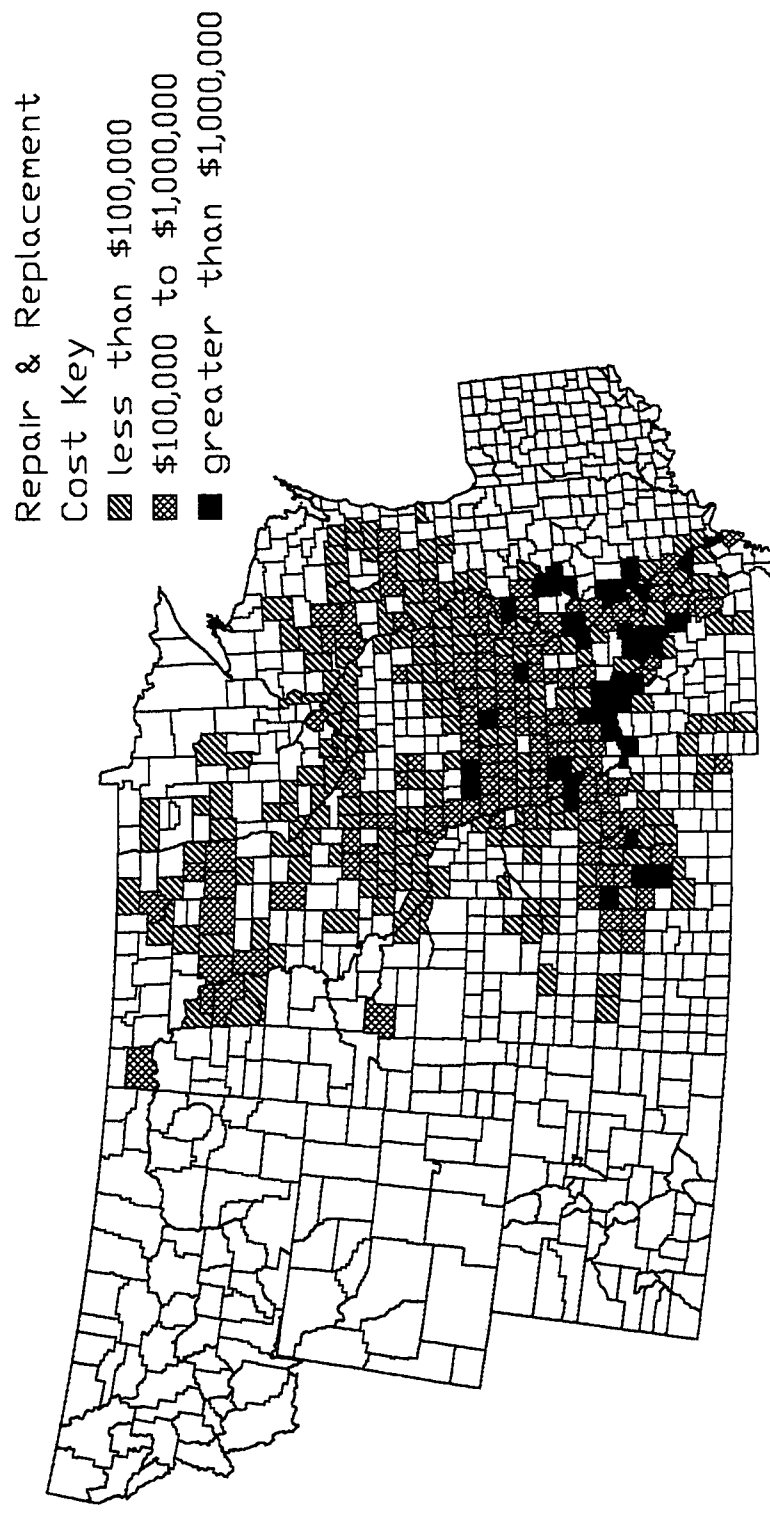 Repair & Replacement
Cost Key
less than $100,000
$100,000 to $1,000,000
greater than $1,000,000